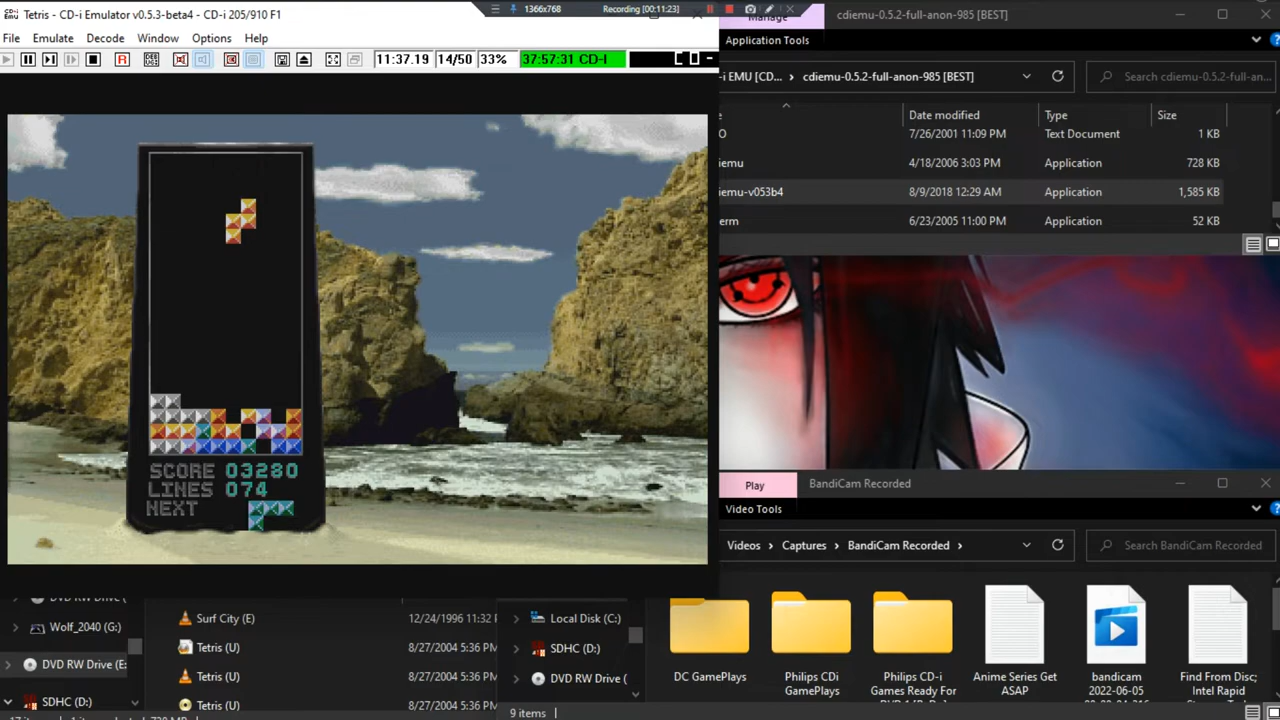 1366x768
Recording [00:11:23]
Tetris - CD-i Emulator v0.5.3-beta4 - CD-i 205/910 F1
File Emulate Decode Window Options Help
11:37.19 14/50 33% 37:57:31 CD-I
SCORE 03280
LINES 074
NEXT
Manage
cdiemu-0.5.2-full-anon-985 [BEST]
Application Tools
-i EMU [CD... › cdiemu-0.5.2-full-anon-985 [BEST]
Search cdiemu-0.5.2-full-an...
Date modified Type Size
7/26/2001 11:09 PM Text Document 1 KB
iemu 4/18/2006 3:03 PM Application 728 KB
iemu-v053b4 8/9/2018 12:29 AM Application 1,585 KB
erm 6/23/2005 11:00 PM Application 52 KB
Play
BandiCam Recorded
Video Tools
Videos › Captures › BandiCam Recorded ›
Search BandiCam Recorded
DC GamePlays
Philips CDi GamePlays
Philips CD-i Games Ready For
Anime Series Get ASAP
bandicam 2022-06-05
Find From Disc; Intel Rapid
9 items
DVD RW Drive (
Wolf_2040 (G:)
DVD RW Drive (E:
SDHC (D:)
Surf City (E) 12/24/1996 11:32 P
Tetris (U) 8/27/2004 5:36 PM
Tetris (U) 8/27/2004 5:36 PM
Tetris (U) 8/27/2004 5:36 PM
Local Disk (C:)
SDHC (D:)
DVD RW Drive (